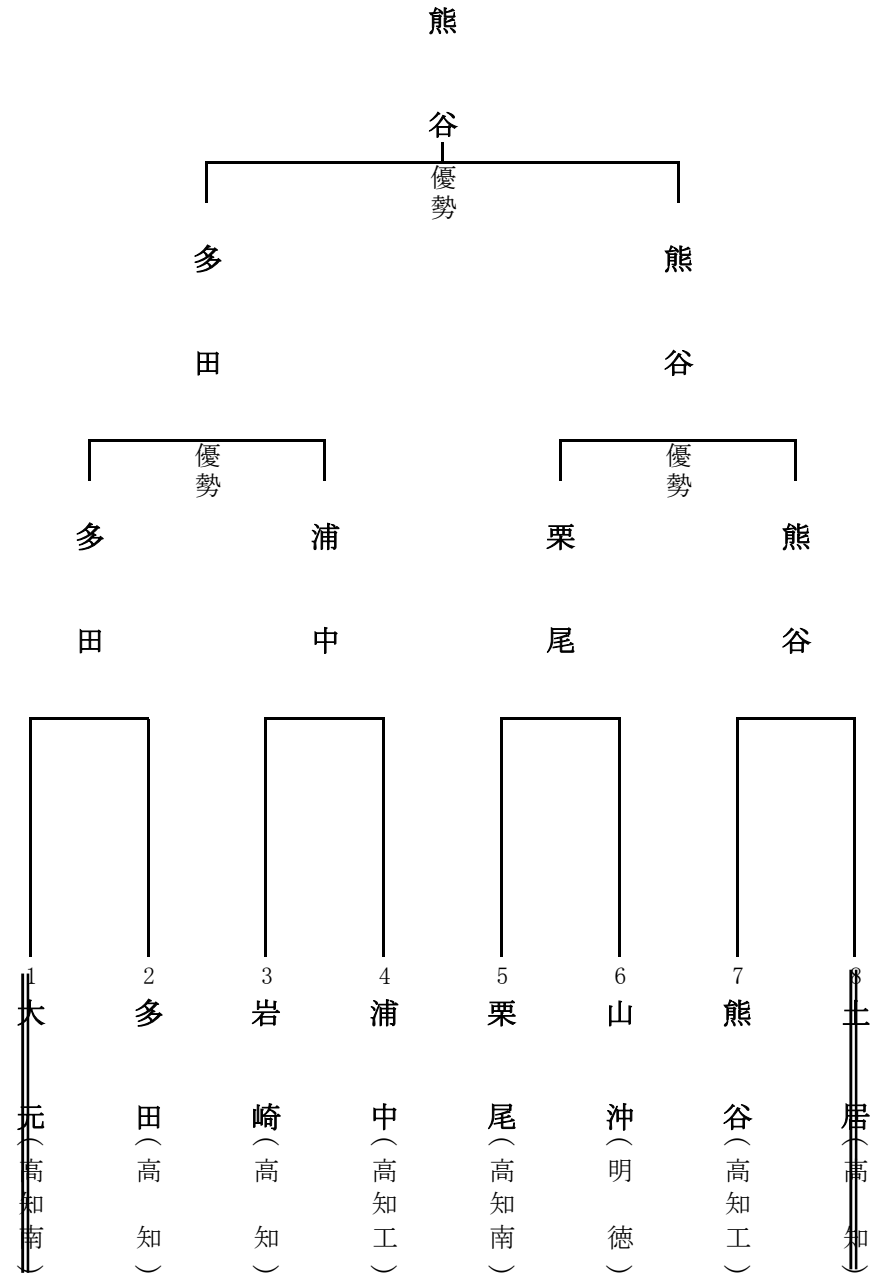 熊谷
優勢
多田
熊谷
優勢
優勢
多田
浦中
栗尾
熊谷
1 大元(高知南)
2 多田(高知)
3 岩崎(高知)
4 浦中(高知工)
5 栗尾(高知南)
6 山沖(明徳)
7 熊谷(高知工)
8 土居(高知)